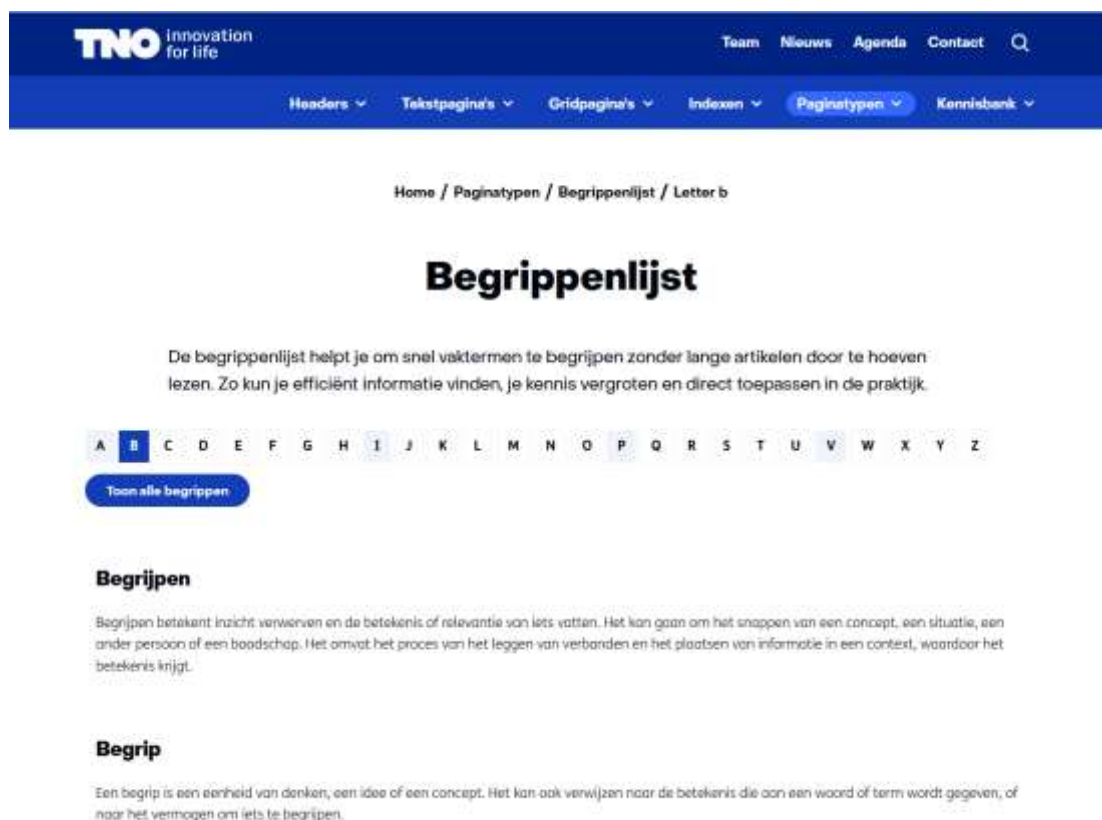 TNO innovation
for life
Team Nieuws Agenda Contact
Headers Tekstpagina's Gridpagina's Indexen Paginatypen Kennisbank
Home / Paginatypen / Begrippenlijst / Letter b
Begrippenlijst
De begrippenlijst helpt je om snel vaktermen te begrijpen zonder lange artikelen door te hoeven
lezen. Zo kun je efficiënt informatie vinden, je kennis vergroten en direct toepassen in de praktijk.
A B C D E F G H I J K L M N O P Q R S T U V W X Y Z
Toon alle begrippen
Begrijpen
Begrijpen betekent inzicht verwerven en de betekenis of relevantie van iets vatten. Het kan gaan om het snappen van een concept, een situatie, een
ander persoon of een boodschap. Het omvat het proces van het leggen van verbanden en het plaatsen van informatie in een context, waardoor het
betekenis krijgt.
Begrip
Een begrip is een eenheid van denken, een idee of een concept. Het kan ook verwijzen naar de betekenis die aan een woord of term wordt gegeven, of
naar het vermogen om iets te begrijpen.